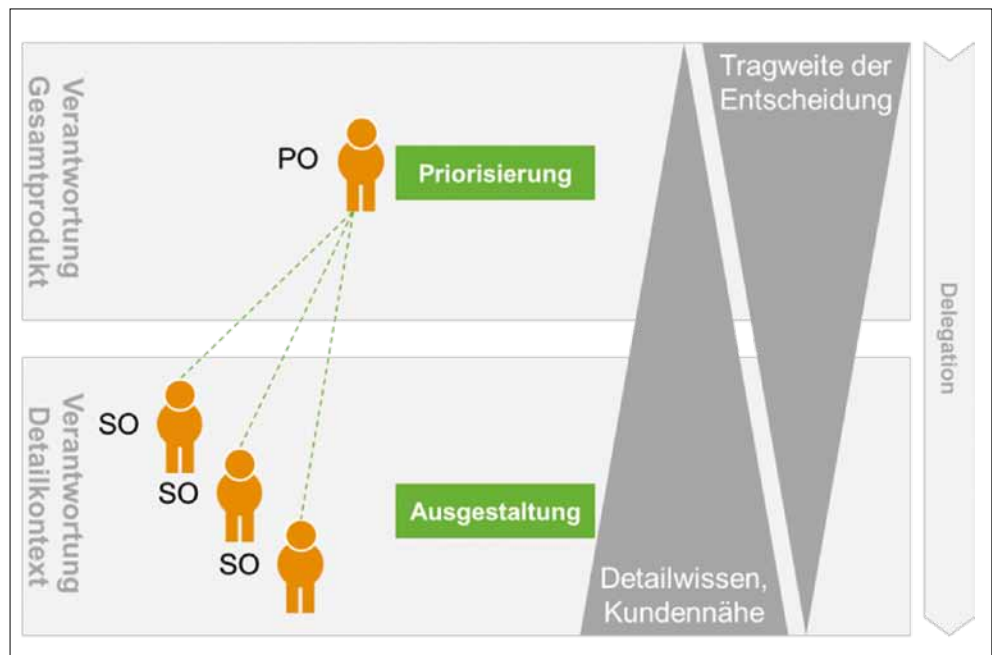 Verantwortung
Gesamtprodukt
PO
Priorisierung
Tragweite der
Entscheidung
Delegation
Verantwortung
Detailkontext
SO
SO
SO
Ausgestaltung
Detailwissen,
Kundennähe